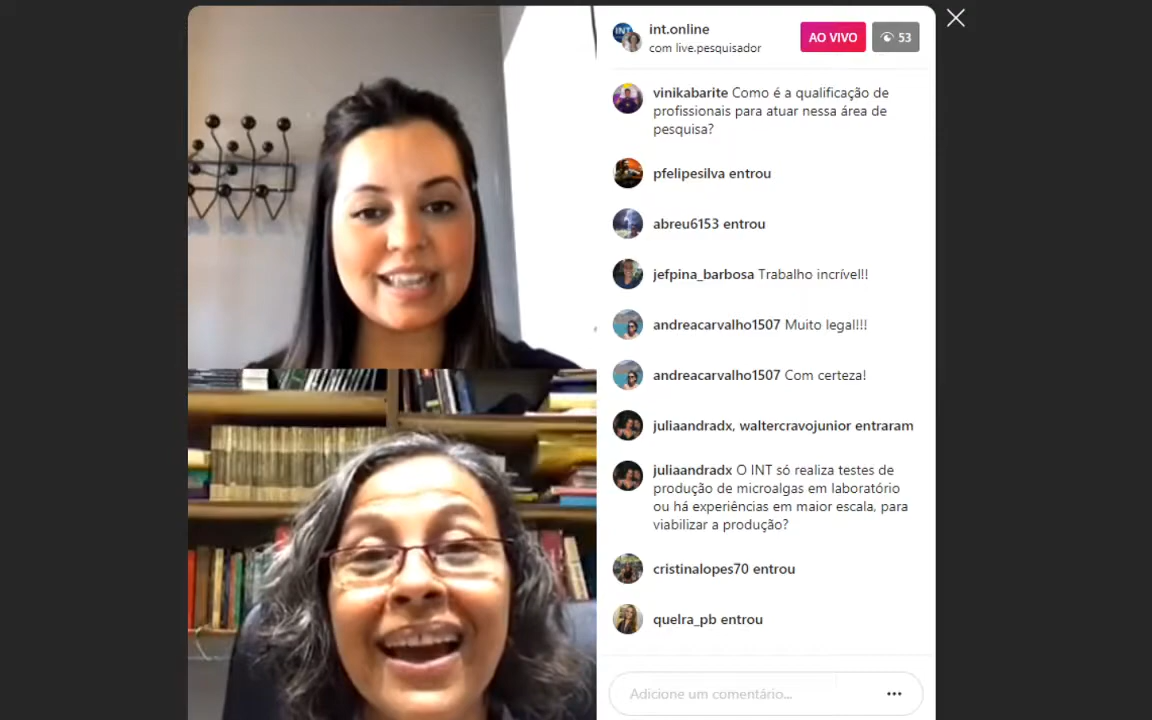 INT
int.online
com live.pesquisador
AO VIVO
53
vinikabarite Como é a qualificação de
profissionais para atuar nessa área de
pesquisa?
pfelipesilva entrou
abreu6153 entrou
jefpina_barbosa Trabalho incrível!!
andreacarvalho1507 Muito legal!!!
andreacarvalho1507 Com certeza!
juliaandradx, waltercravojunior entraram
juliaandradx O INT só realiza testes de
produção de microalgas em laboratório
ou há experiências em maior escala, para
viabilizar a produção?
cristinalopes70 entrou
quelra_pb entrou
Adicione um comentário...